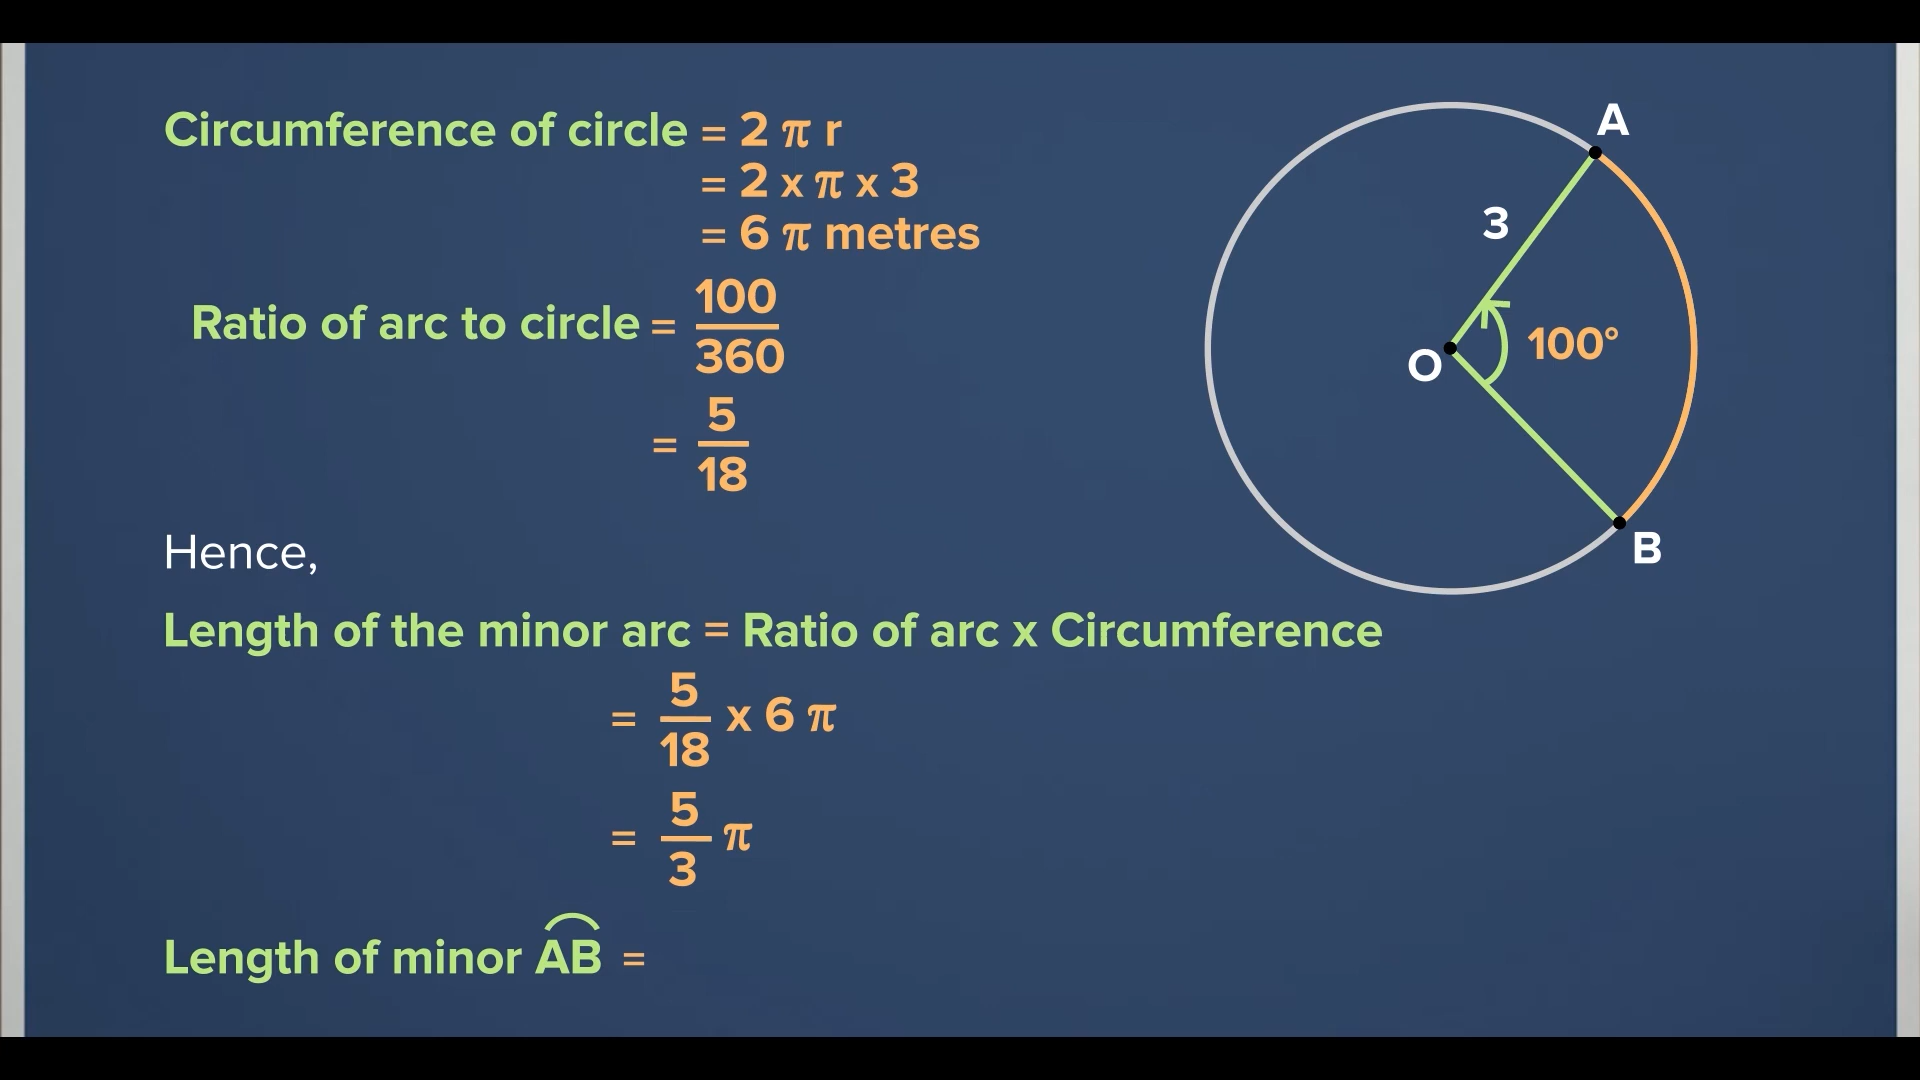 Circumference of circle = 2 π r
= 2 x π x 3
= 6 π metres
Ratio of arc to circle = 100/360
= 5/18
Hence,
Length of the minor arc = Ratio of arc x Circumference
= 5/18 x 6 π
= 5/3 π
Length of minor A͡B =
A
3
O
100°
B